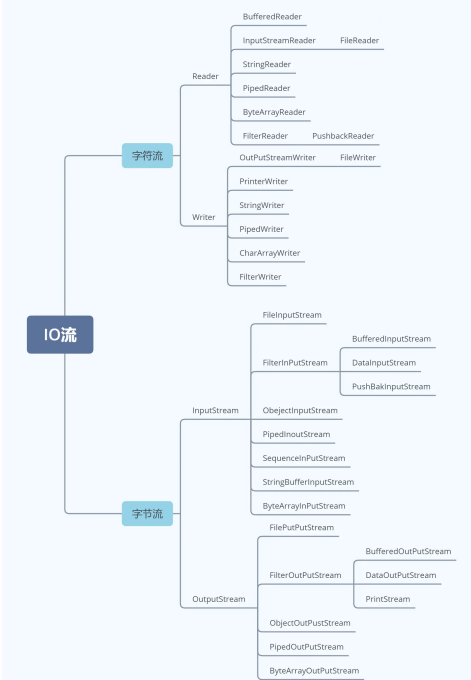 IO流
字符流
Reader
BufferedReader
InputStreamReader
FileReader
StringReader
PipedReader
ByteArrayReader
FilterReader
PushbackReader
Writer
OutPutStreamWriter
FileWriter
PrinterWriter
StringWriter
PipedWriter
CharArrayWriter
FilterWriter
字节流
InputStream
FileInputStream
FilterInPutStream
BufferedInputStream
DataInputStream
PushBakInputStream
ObejectInputStream
PipedInoutStream
SequenceInPutStream
StringBufferInputStream
ByteArrayInPutStream
OutputStream
FilePutPutStream
FilterOutPutStream
BufferedOutPutStream
DataOutPutStream
PrintStream
ObjectOutPustStream
PipedOutPutStream
ByteArrayOutPutStream